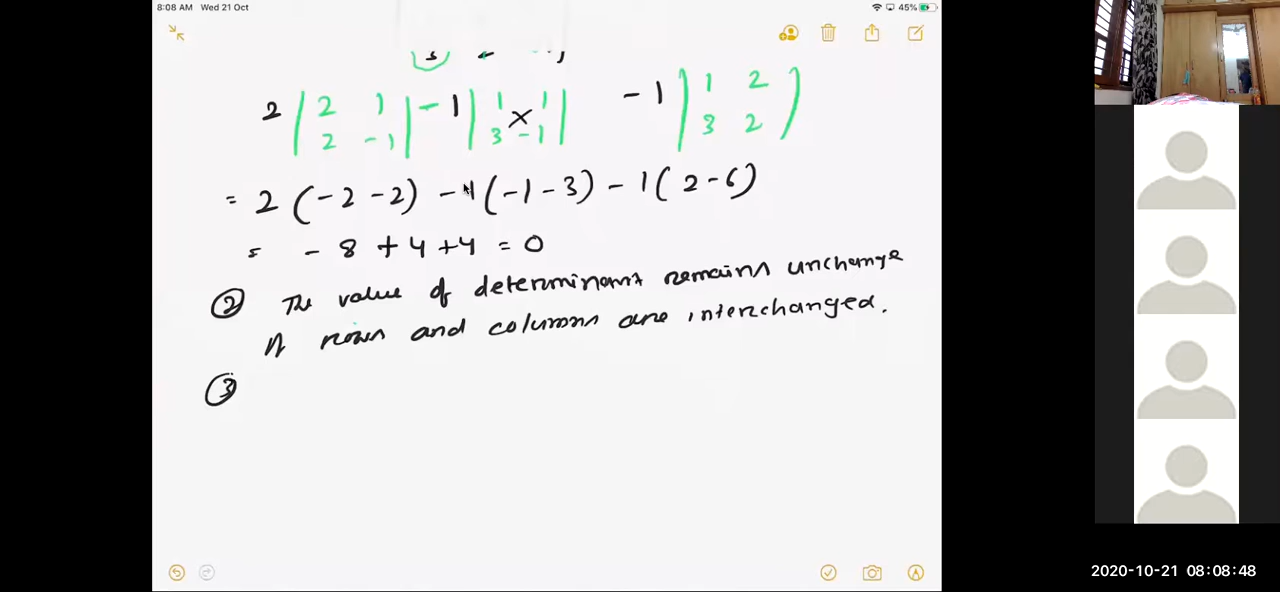 8:08 AM Wed 21 Oct
45%
2 | 2 1 | - 1 | 1 1 | - 1 | 1 2 )
2 -1 3 -1 3 2
= 2 (-2 -2) -1 (-1 -3) - 1 ( 2-6)
= - 8 + 4 +4 = 0
② The value of determinant remains unchange
if rows and columns are interchanged.
③
2020-10-21 08:08:48